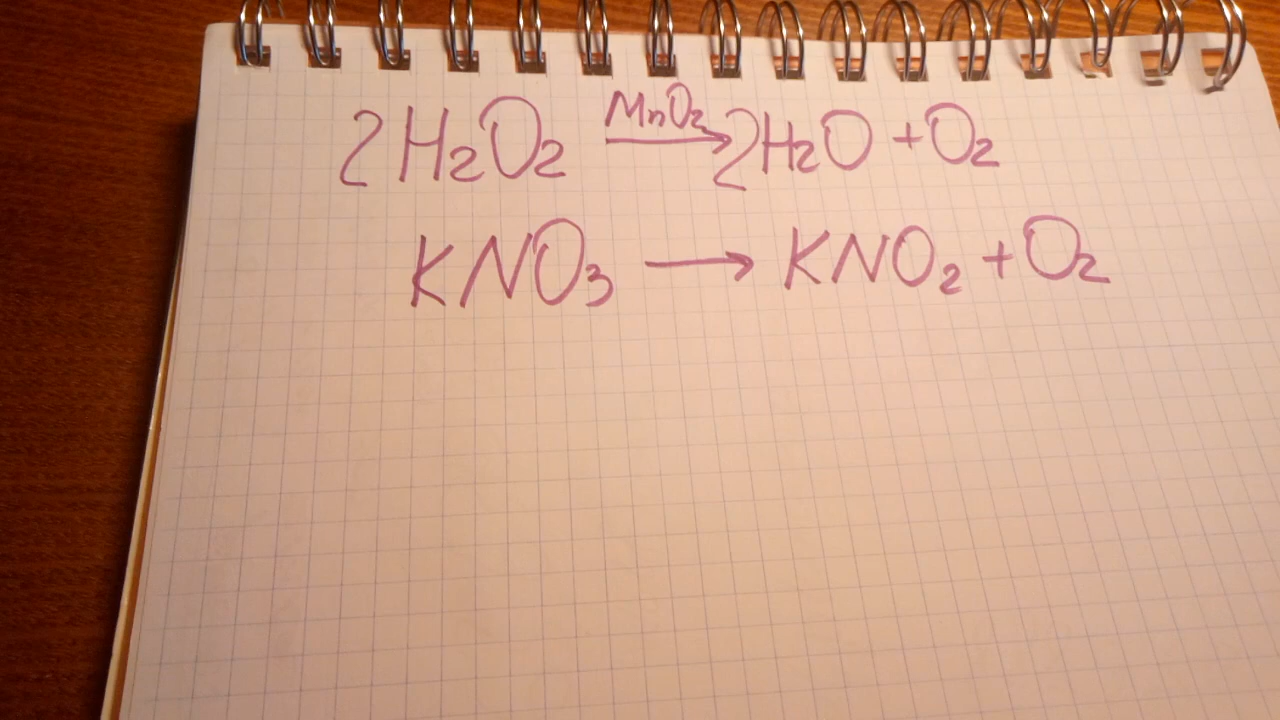 2H₂O₂ MnO₂→ 2H₂O + O₂
KNO₃ → KNO₂ + O₂